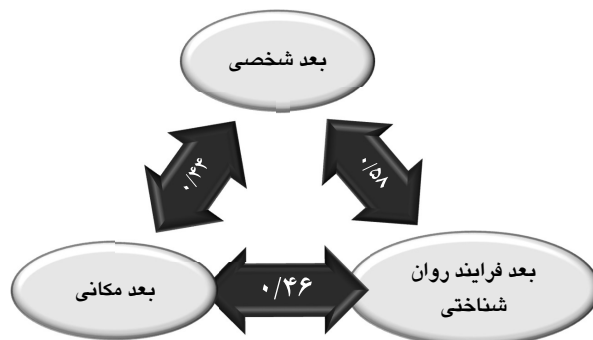 بعد شخصی
۰/۴۴
۰/۵۸
بعد فرایند روان
شناختی
۰/۴۶
بعد مکانی